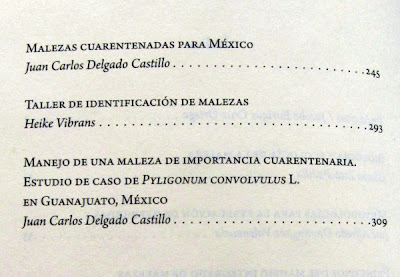 Malezas cuarentenadas para México
Juan Carlos Delgado Castillo . . . . . . . . . . . . . . . . . . . . . . . . . . . . 245
Taller de identificación de malezas
Heike Vibrans . . . . . . . . . . . . . . . . . . . . . . . . . . . . . . . . . . . . . . . 293
Manejo de una maleza de importancia cuarentenaria.
Estudio de caso de Pyligonum convolvulus L.
en Guanajuato, México
Juan Carlos Delgado Castillo . . . . . . . . . . . . . . . . . . . . . . . . . . . . 309